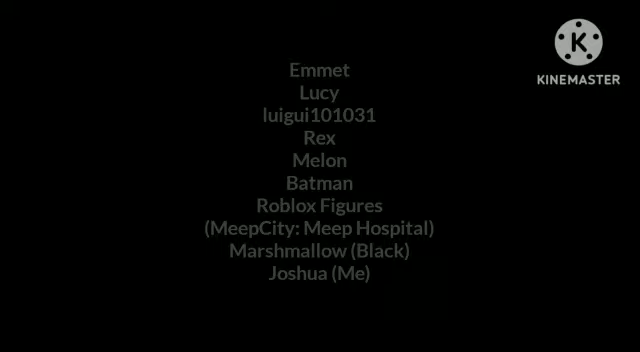 Emmet
Lucy
luigui101031
Rex
Melon
Batman
Roblox Figures
(MeepCity: Meep Hospital)
Marshmallow (Black)
Joshua (Me)
K
KINEMASTER